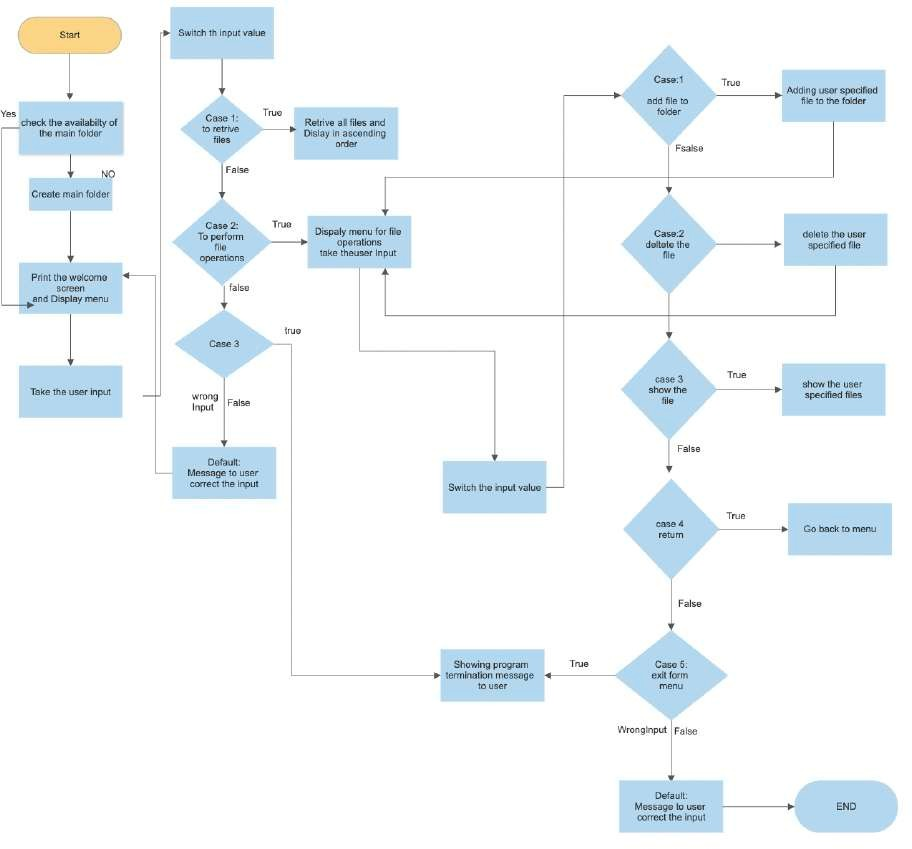 Start
Yes
check the availabilty of
the main folder
NO
Create main folder
Print the welcome
screen
and Display menu
Take the user input
Switch th input value
Case 1:
to retrive
files
True
Retrive all files and
Dislay in ascending
order
False
Case 2:
To perform
file
operations
True
Dispaly menu for file
operations
take theuser input
false
Case 3
true
wrong
Input
False
Default:
Message to user
correct the input
Switch the input value
Case:1
add file to
folder
True
Adding user specified
file to the folder
Fsalse
Case:2
deltete the
file
delete the user
specified file
case 3
show the
file
True
show the user
specified files
False
case 4
return
True
Go back to menu
False
Case 5:
exit form
menu
True
Showing program
termination message
to user
WrongInput
False
Default:
Message to user
correct the input
END